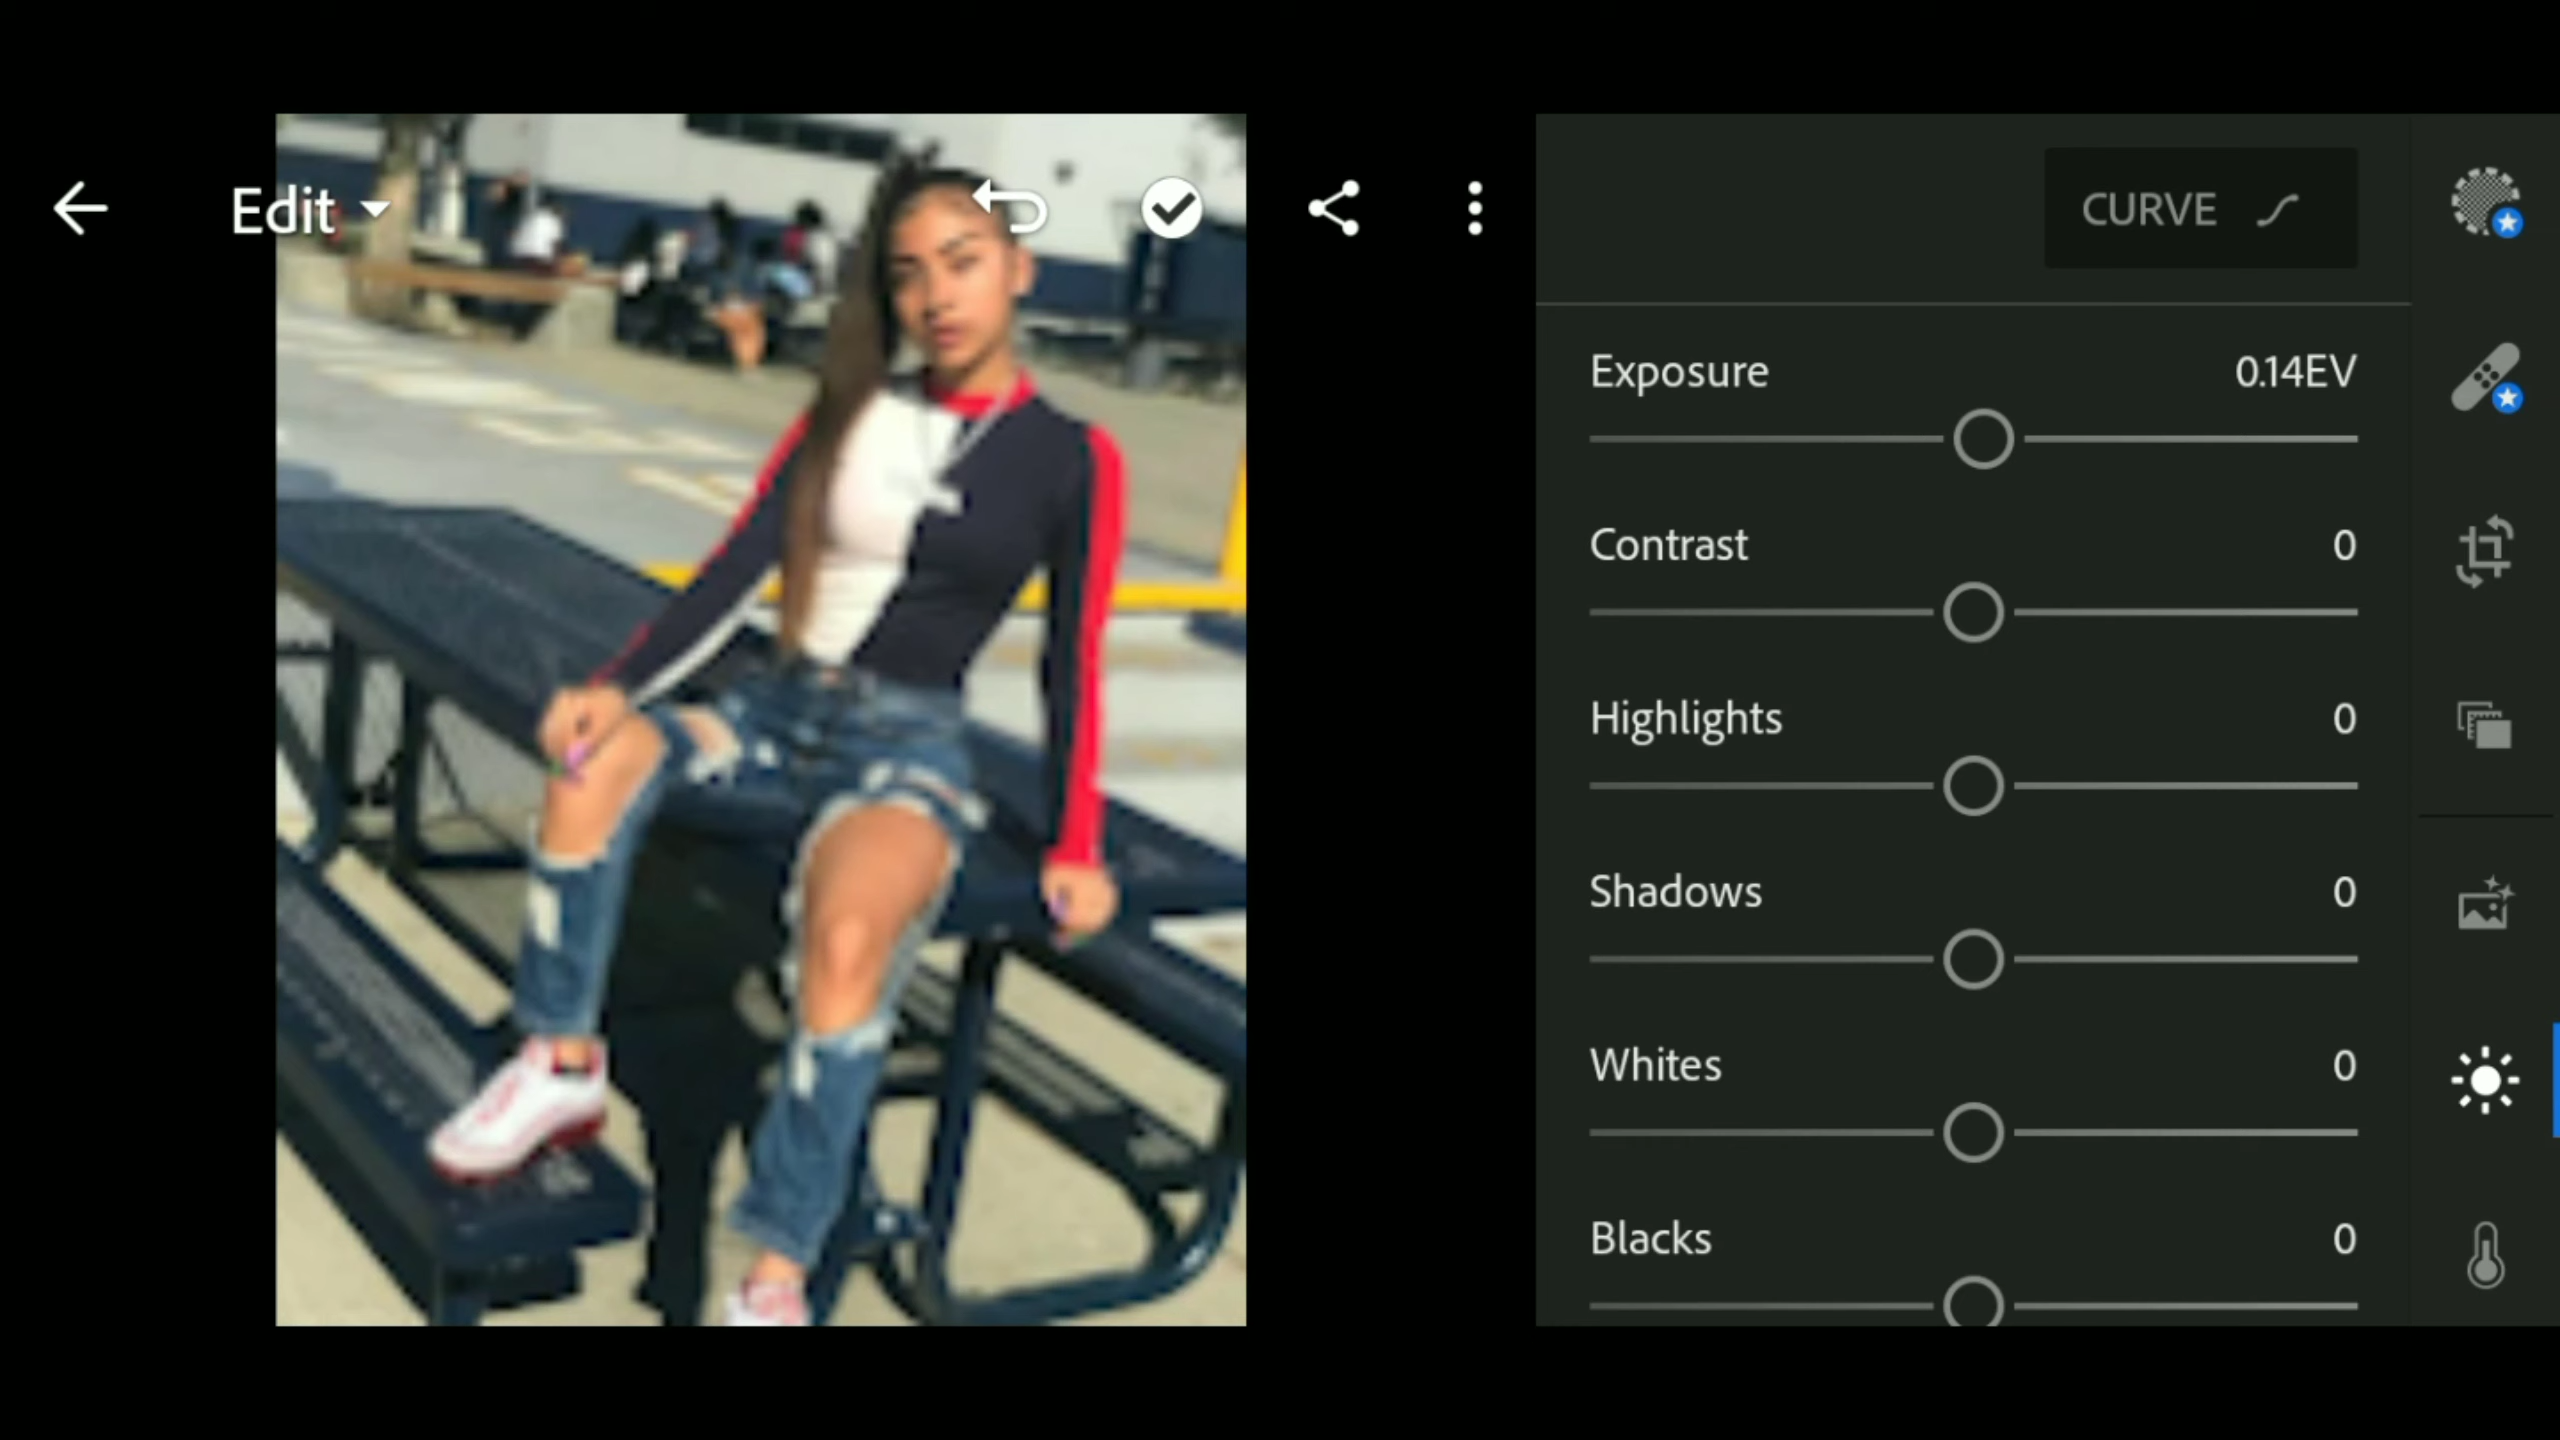 Edit
CURVE
Exposure 0.14EV
Contrast 0
Highlights 0
Shadows 0
Whites 0
Blacks 0